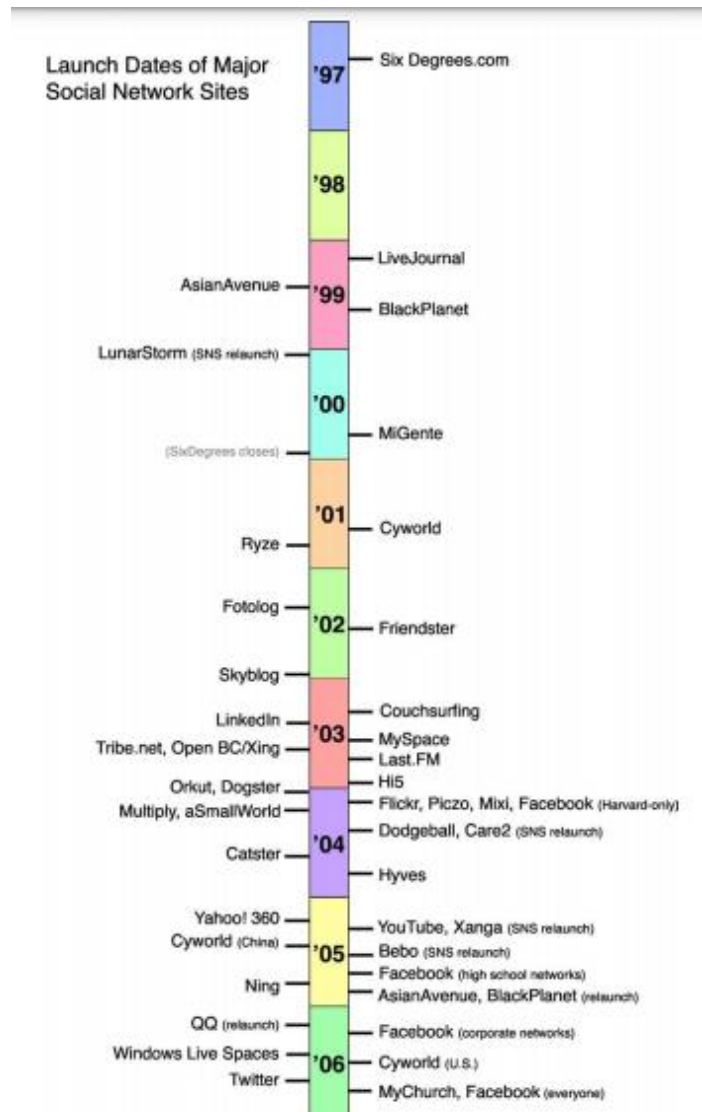 Launch Dates of Major
Social Network Sites
'97
Six Degrees.com
'98
LiveJournal
AsianAvenue
'99
BlackPlanet
LunarStorm (SNS relaunch)
'00
MiGente
(SixDegrees closes)
'01
Cyworld
Ryze
Fotolog
'02
Friendster
Skyblog
Couchsurfing
LinkedIn
'03
MySpace
Tribe.net, Open BC/Xing
Last.FM
Hi5
Orkut, Dogster
Flickr, Piczo, Mixi, Facebook (Harvard-only)
Multiply, aSmallWorld
Dodgeball, Care2 (SNS relaunch)
'04
Catster
Hyves
Yahoo! 360
YouTube, Xanga (SNS relaunch)
Cyworld (China)
'05
Bebo (SNS relaunch)
Facebook (high school networks)
Ning
AsianAvenue, BlackPlanet (relaunch)
QQ (relaunch)
Facebook (corporate networks)
Windows Live Spaces
'06
Cyworld (U.S.)
Twitter
MyChurch, Facebook (everyone)